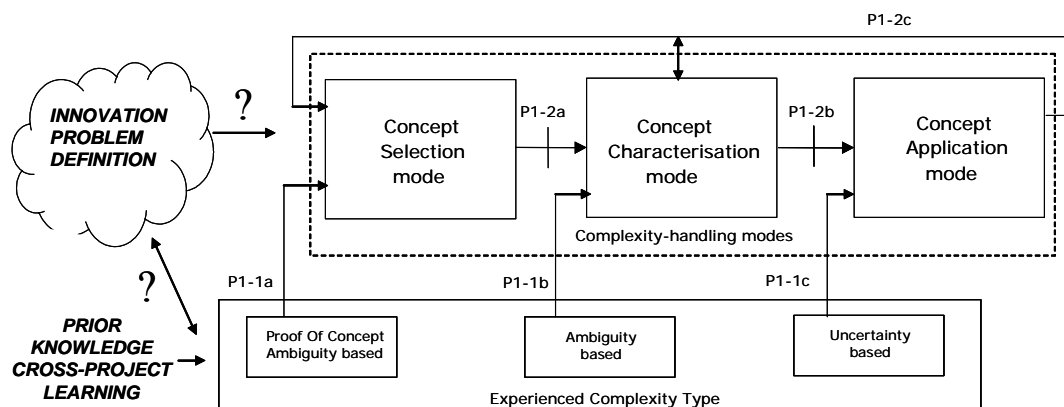 P1-2c
INNOVATION
PROBLEM
DEFINITION
?
Concept
Selection
mode
P1-2a
Concept
Characterisation
mode
P1-2b
Concept
Application
mode
Complexity-handling modes
?
P1-1a
P1-1b
P1-1c
PRIOR
KNOWLEDGE
CROSS-PROJECT
LEARNING
Proof Of Concept
Ambiguity based
Ambiguity
based
Uncertainty
based
Experienced Complexity Type